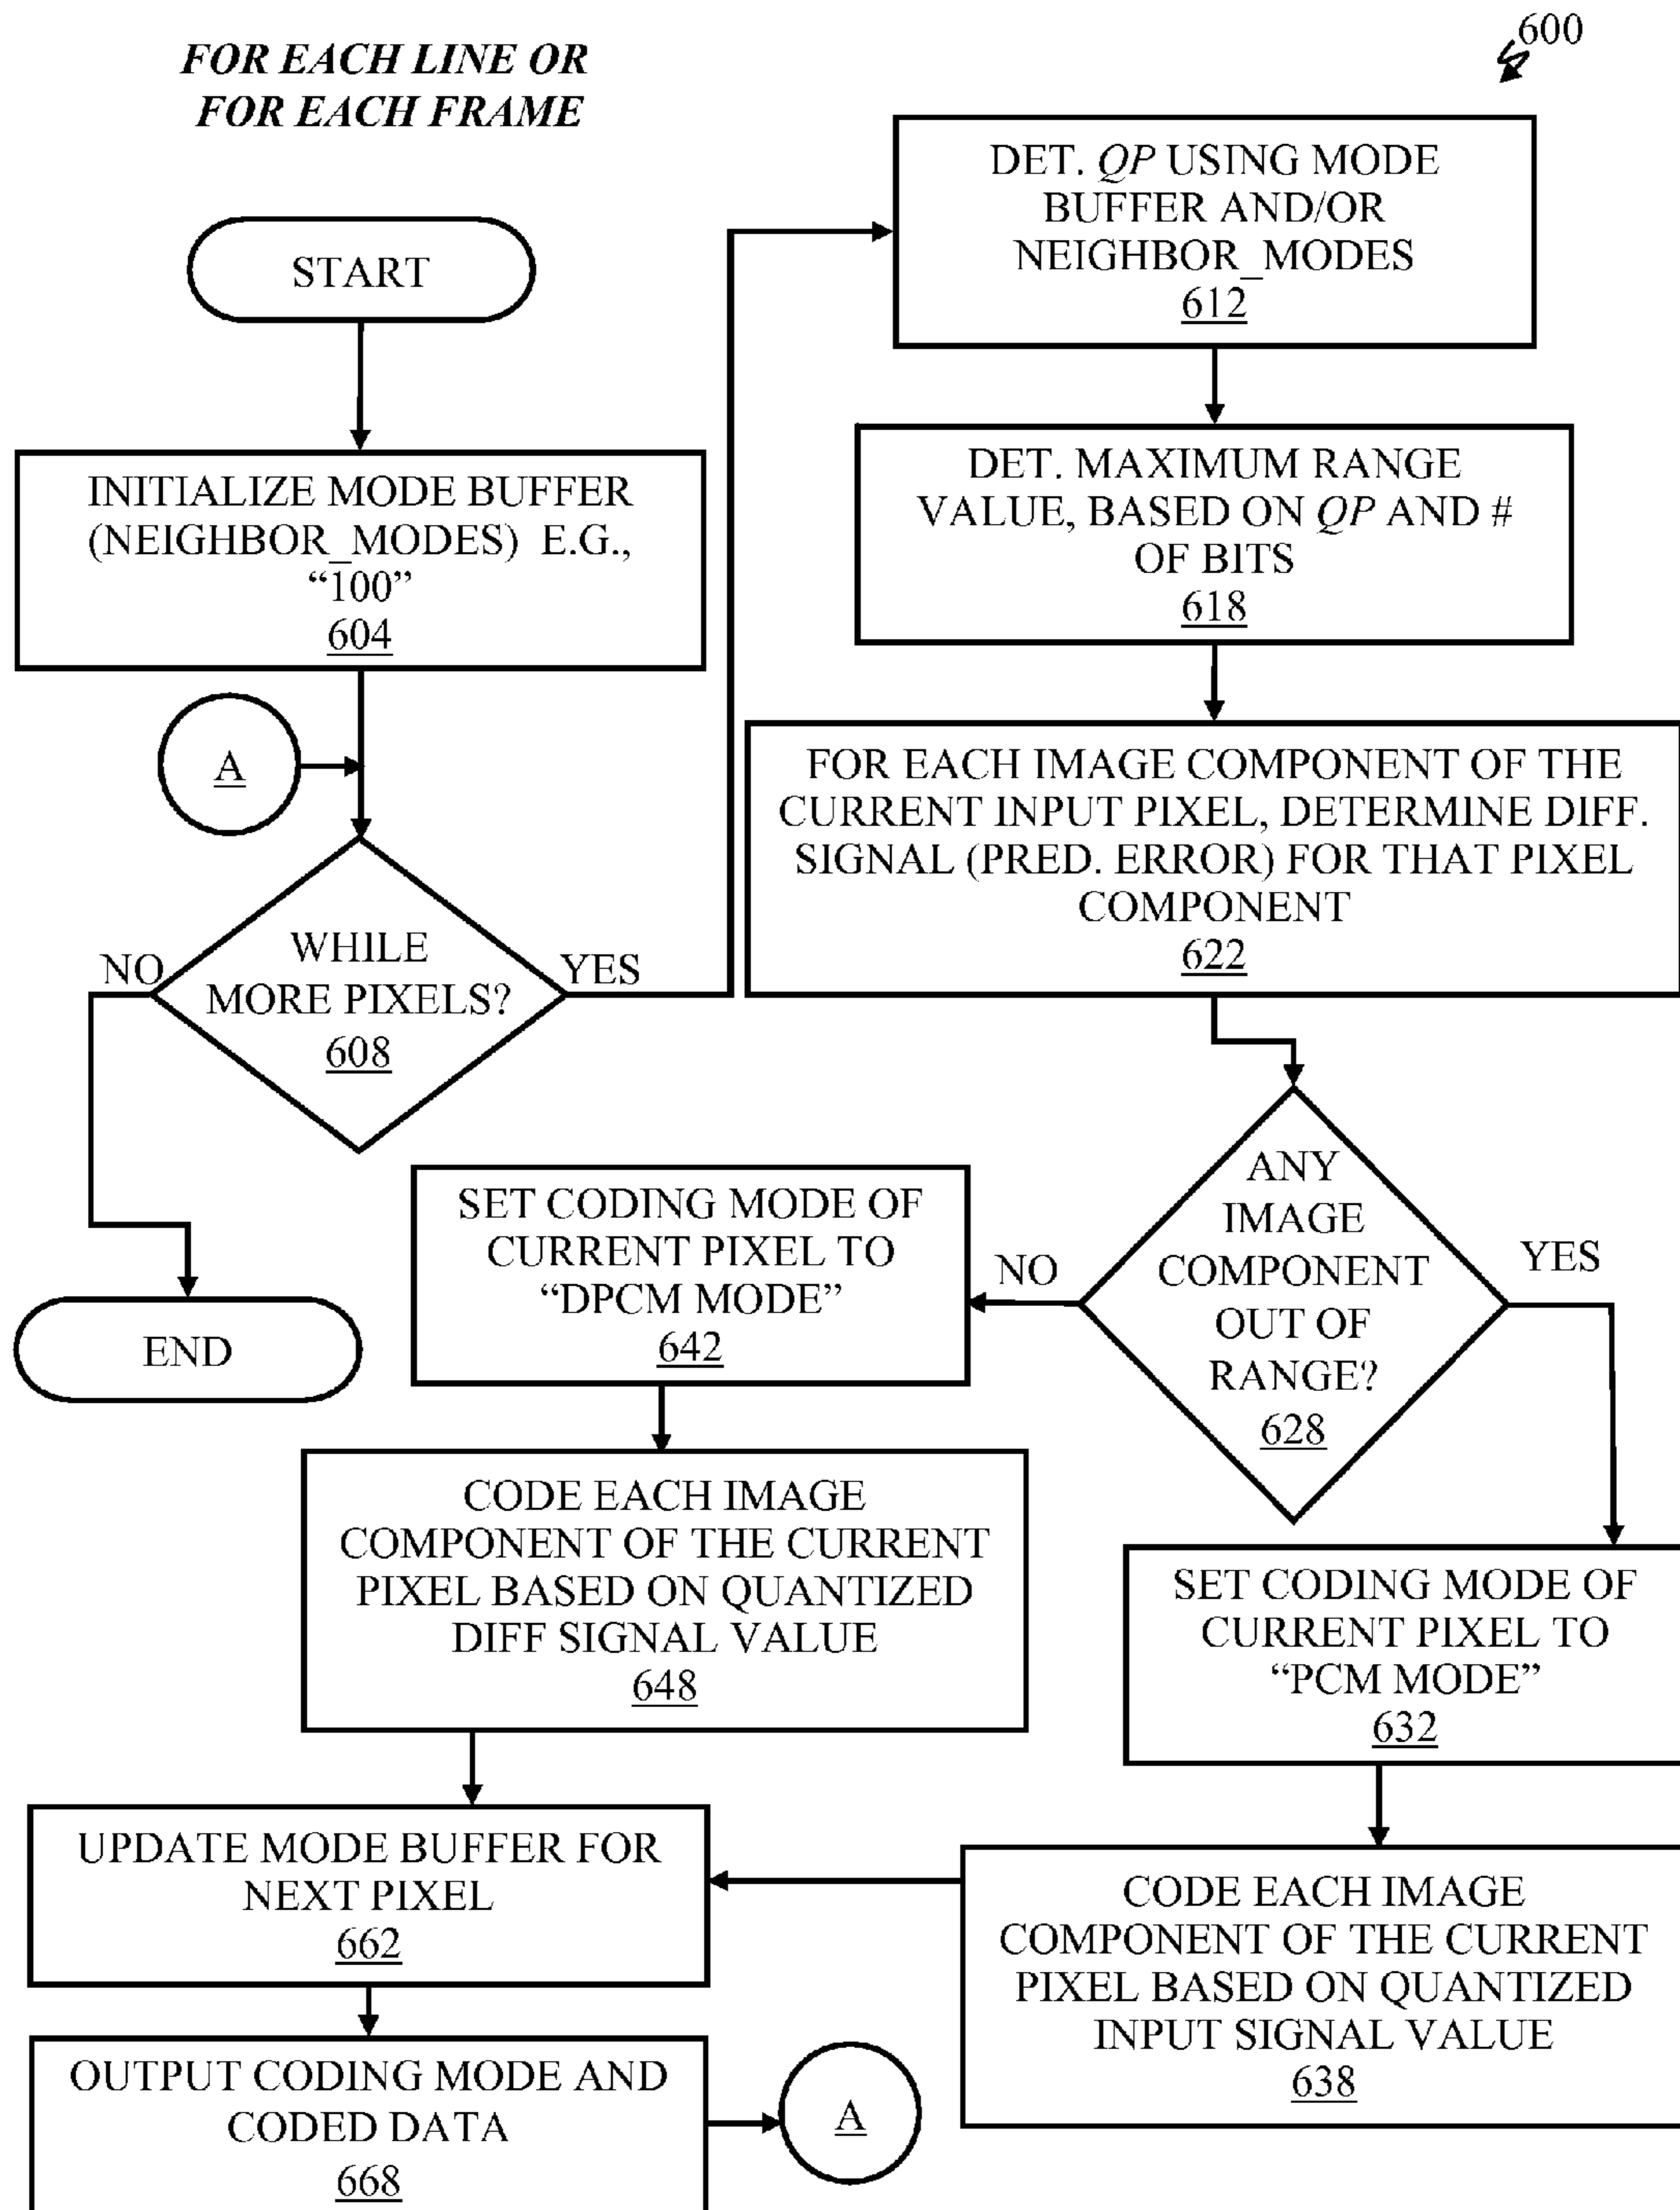 600
FOR EACH LINE OR
FOR EACH FRAME
START
INITIALIZE MODE BUFFER
(NEIGHBOR_MODES) E.G.,
“100”
604
A
WHILE
MORE PIXELS?
608
NO
YES
END
DET. QP USING MODE
BUFFER AND/OR
NEIGHBOR_MODES
612
DET. MAXIMUM RANGE
VALUE, BASED ON QP AND #
OF BITS
618
FOR EACH IMAGE COMPONENT OF THE
CURRENT INPUT PIXEL, DETERMINE DIFF.
SIGNAL (PRED. ERROR) FOR THAT PIXEL
COMPONENT
622
ANY
IMAGE
COMPONENT
OUT OF
RANGE?
628
NO
YES
SET CODING MODE OF
CURRENT PIXEL TO
“DPCM MODE”
642
CODE EACH IMAGE
COMPONENT OF THE CURRENT
PIXEL BASED ON QUANTIZED
DIFF SIGNAL VALUE
648
SET CODING MODE OF
CURRENT PIXEL TO
“PCM MODE”
632
CODE EACH IMAGE
COMPONENT OF THE CURRENT
PIXEL BASED ON QUANTIZED
INPUT SIGNAL VALUE
638
UPDATE MODE BUFFER FOR
NEXT PIXEL
662
OUTPUT CODING MODE AND
CODED DATA
668
A